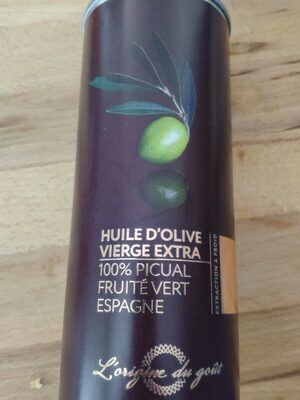 HUILE D'OLIVE
VIERGE EXTRA
100% PICUAL
FRUITÉ VERT
ESPAGNE
EXTRACTION À FROID
L'origine du goût